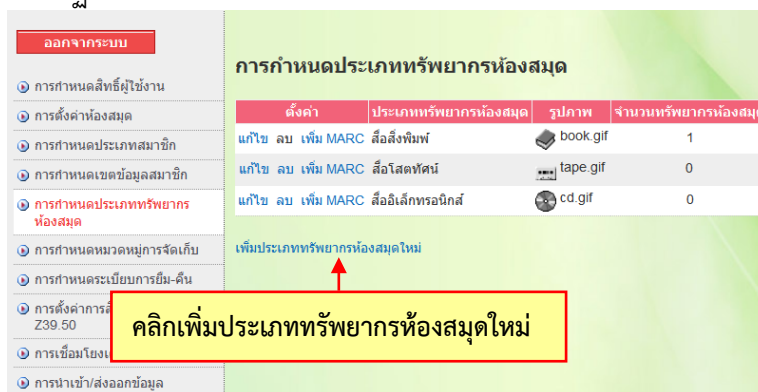 ออกจากระบบ
การกำหนดสิทธิ์ผู้ใช้งาน
การตั้งค่าห้องสมุด
การกำหนดประเภทสมาชิก
การกำหนดเขตข้อมูลสมาชิก
การกำหนดประเภททรัพยากร
ห้องสมุด
การกำหนดหมวดหมู่การจัดเก็บ
การกำหนดระเบียบการยืม-คืน
การตั้งค่าการส
Z39.50
การเชื่อมโยง
การนำเข้า/ส่งออกข้อมูล
การกำหนดประเภททรัพยากรห้องสมุด
ตั้งค่า ประเภททรัพยากรห้องสมุด รูปภาพ จำนวนทรัพยากรห้องสมุด
แก้ไข ลบ เพิ่ม MARC สื่อสิ่งพิมพ์ book.gif 1
แก้ไข ลบ เพิ่ม MARC สื่อโสตทัศน์ tape.gif 0
แก้ไข ลบ เพิ่ม MARC สื่ออิเล็กทรอนิกส์ cd.gif 0
เพิ่มประเภททรัพยากรห้องสมุดใหม่
คลิกเพิ่มประเภททรัพยากรห้องสมุดใหม่